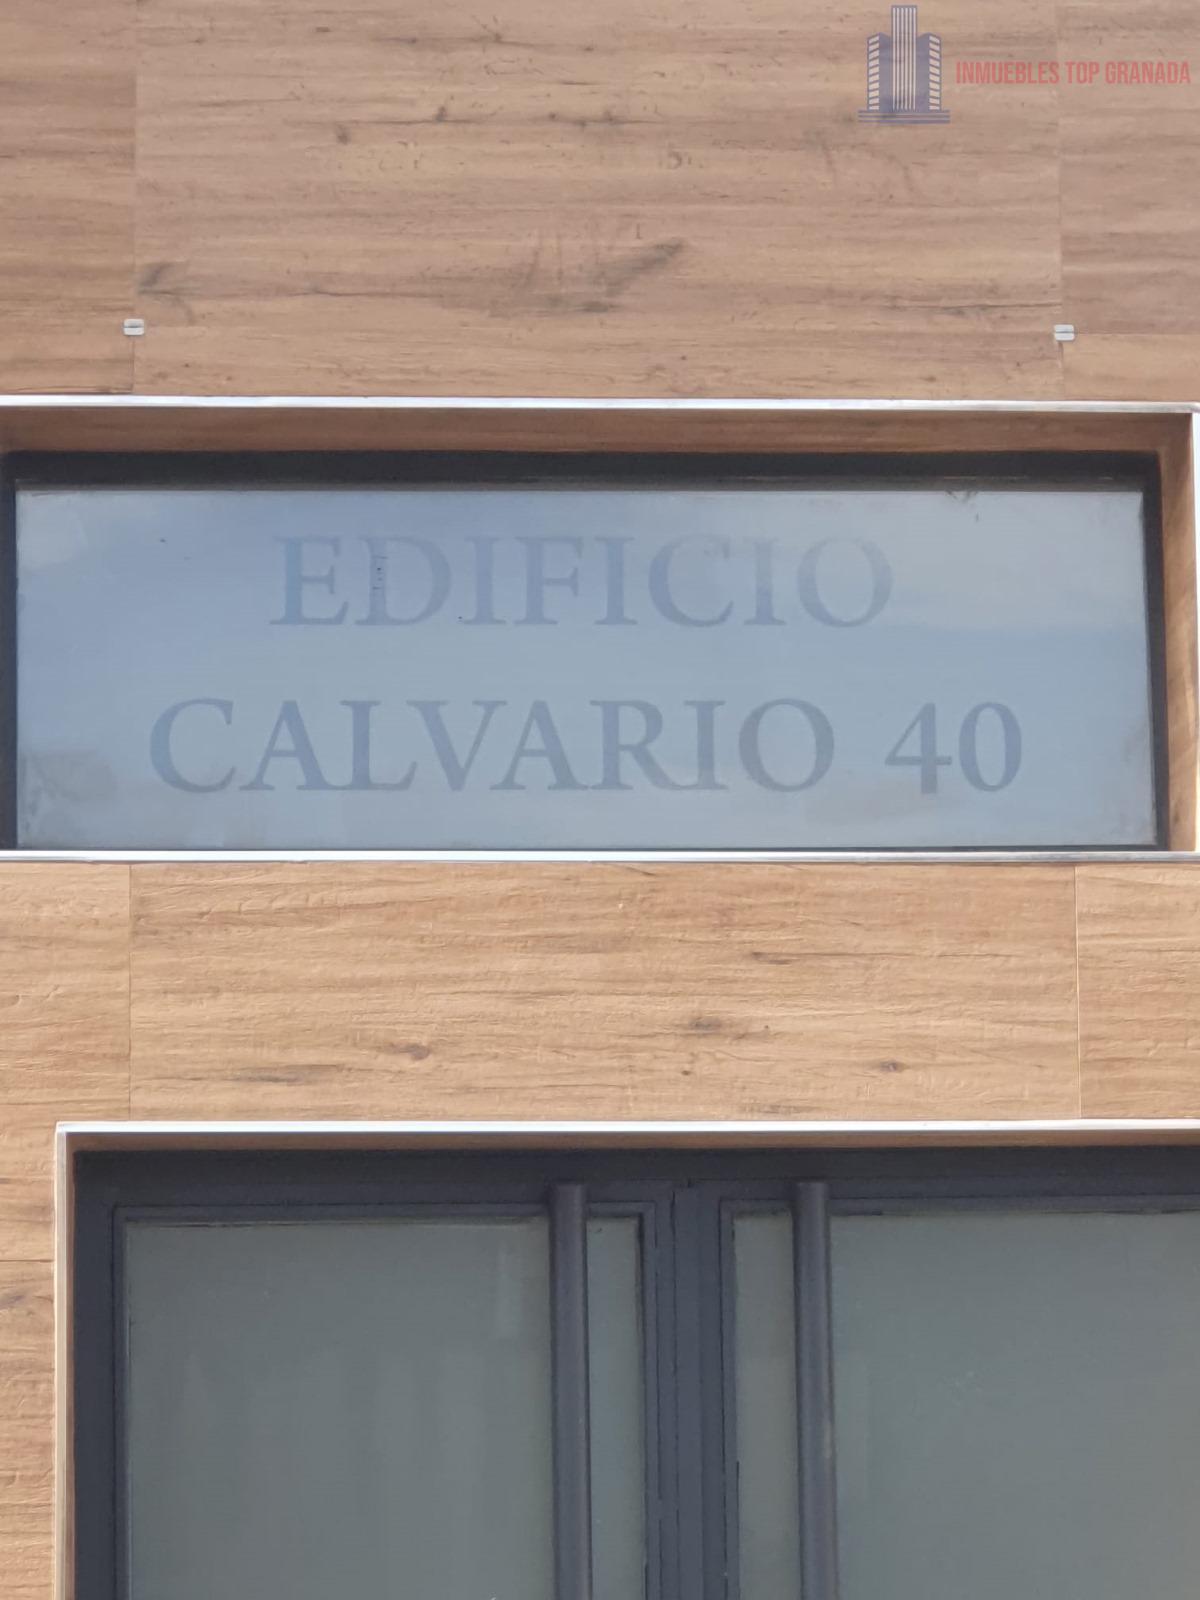 INMUEBLES TOP GRANADA
EDIFICIO
CALVARIO 40